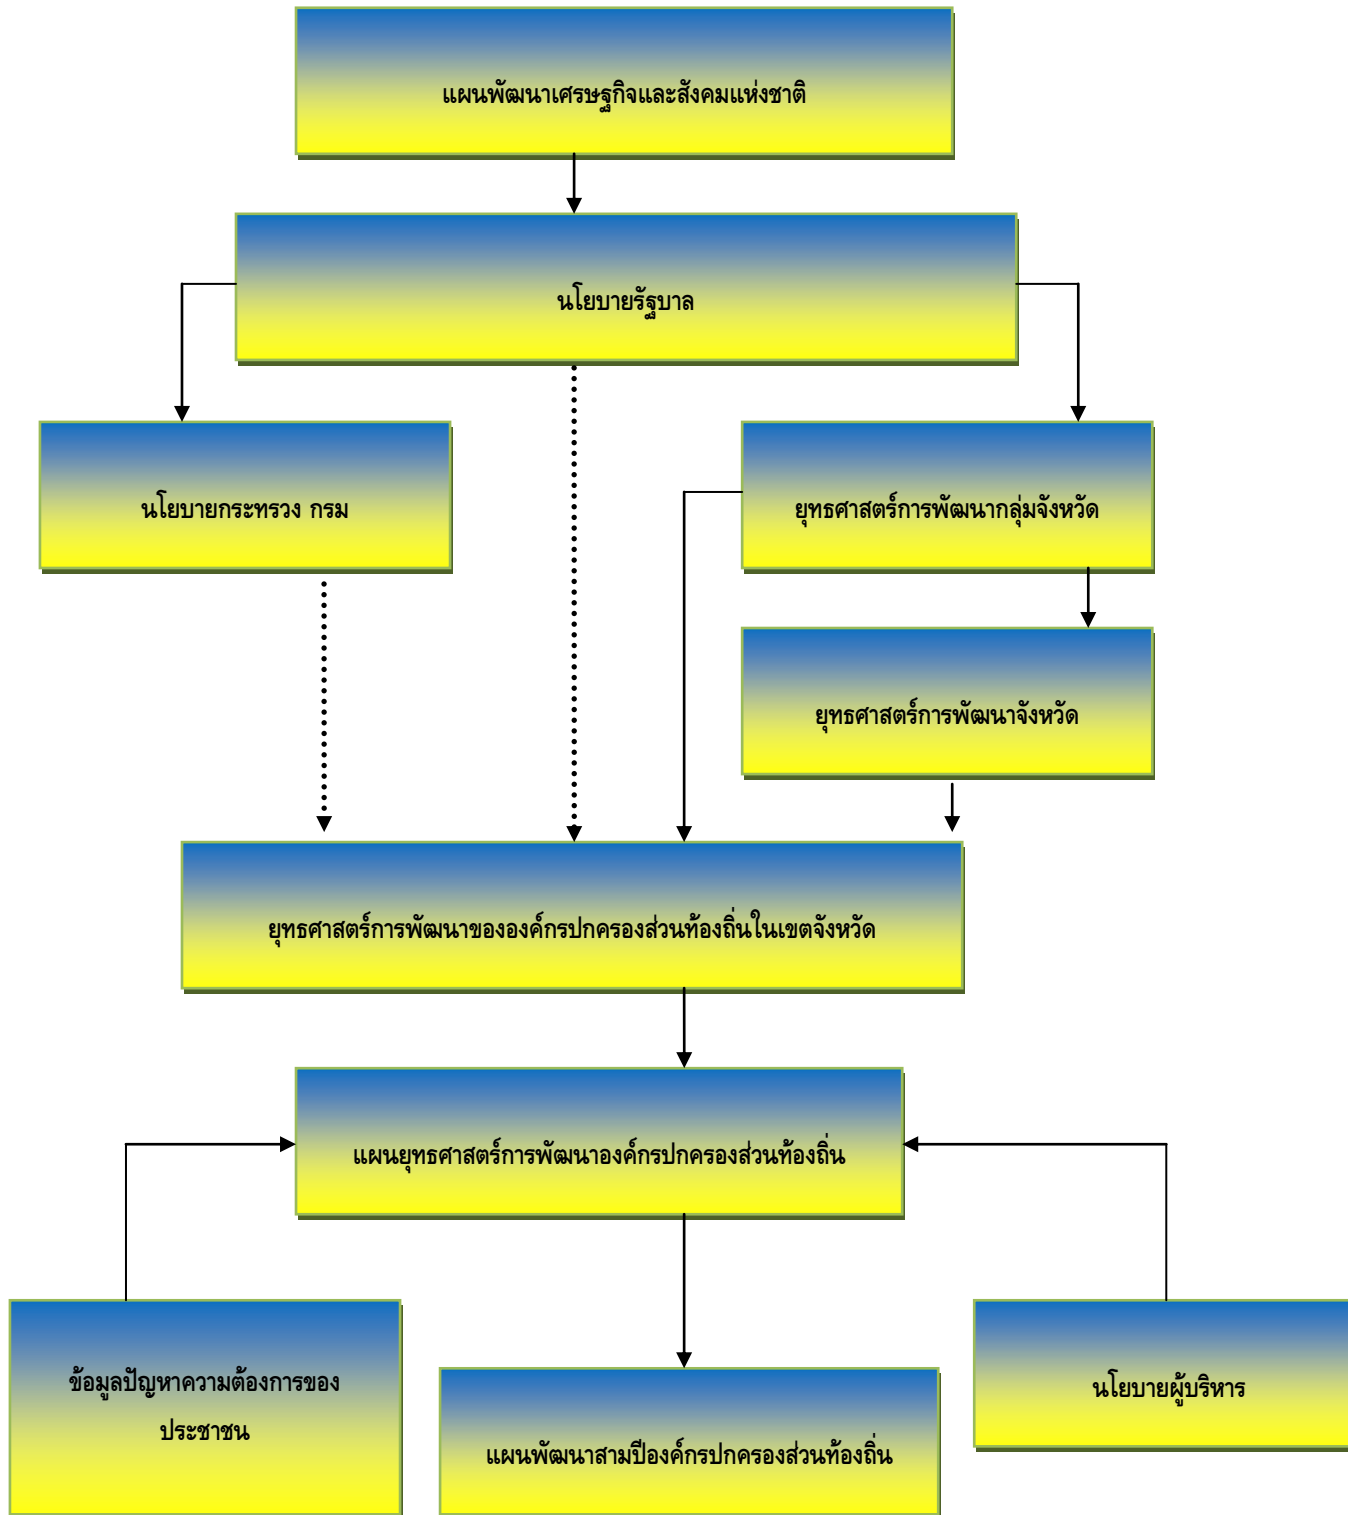 แผนพัฒนาเศรษฐกิจและสังคมแห่งชาติ
นโยบายรัฐบาล
นโยบายกระทรวง กรม
ยุทธศาสตร์การพัฒนากลุ่มจังหวัด
ยุทธศาสตร์การพัฒนาจังหวัด
ยุทธศาสตร์การพัฒนาขององค์กรปกครองส่วนท้องถิ่นในเขตจังหวัด
แผนยุทธศาสตร์การพัฒนาองค์กรปกครองส่วนท้องถิ่น
ข้อมูลปัญหาความต้องการของ
ประชาชน
นโยบายผู้บริหาร
แผนพัฒนาสามปีองค์กรปกครองส่วนท้องถิ่น